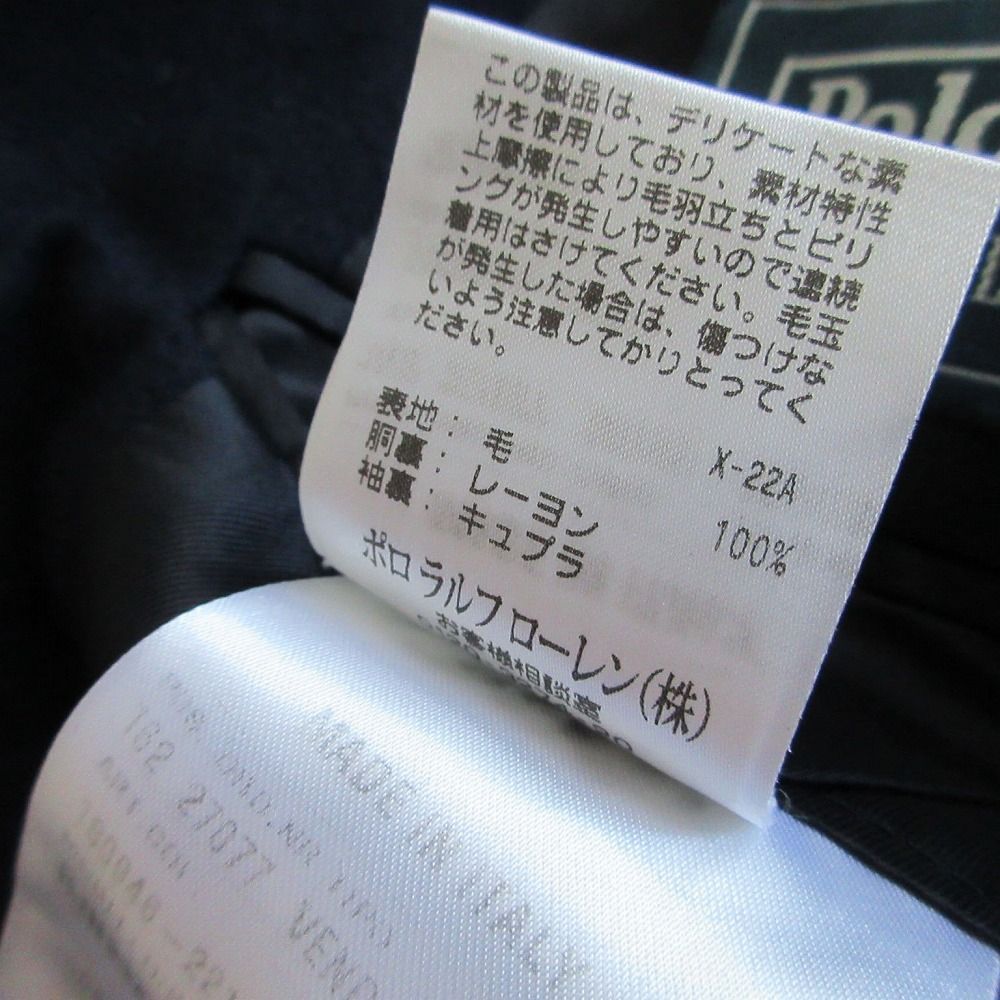 Polo
この製品は、デリケートな素
材を使用しており、素材特性
上摩擦により毛羽立ちとピリ
ングが発生しやすいので連続
着用はさけてください。毛玉
が発生した場合は、傷つけな
いよう注意してかりとってく
ださい。
X-22A
表地: 毛 100%
胴裏: レーヨン
袖裏: キュプラ
ポロ ラルフ ローレン(株)
MADE IN ITALY
T62 27077